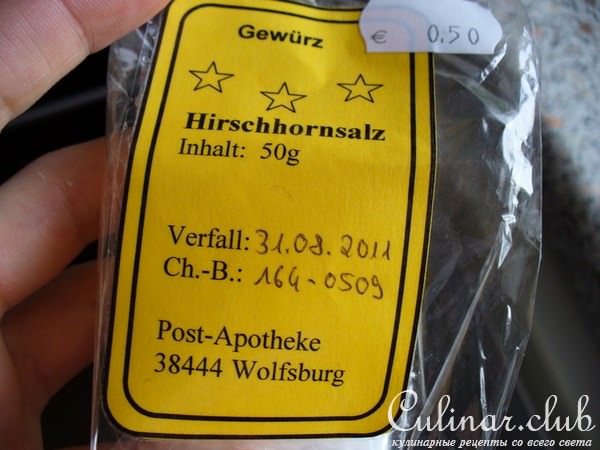 Gewürz
€ 0.50
Hirschhornsalz
Inhalt: 50g
Verfall: 31.08.2011
Ch.-B.: 164-0509
Post-Apotheke
38444 Wolfsburg
Culinar.club
кулинарные рецепты со всего света